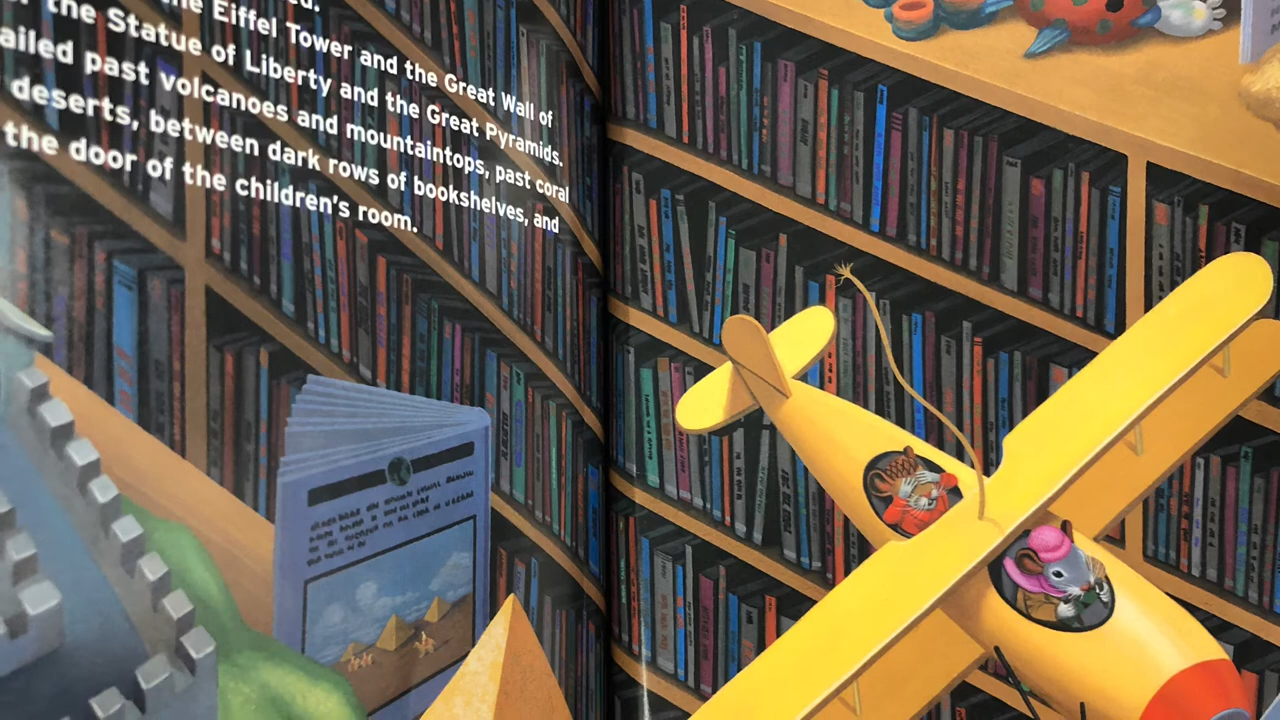 the Eiffel Tower and the Great Wall of
the Statue of Liberty and the Great Pyramids.
past volcanoes and mountaintops, past coral
deserts, between dark rows of bookshelves, and
the door of the children's room.